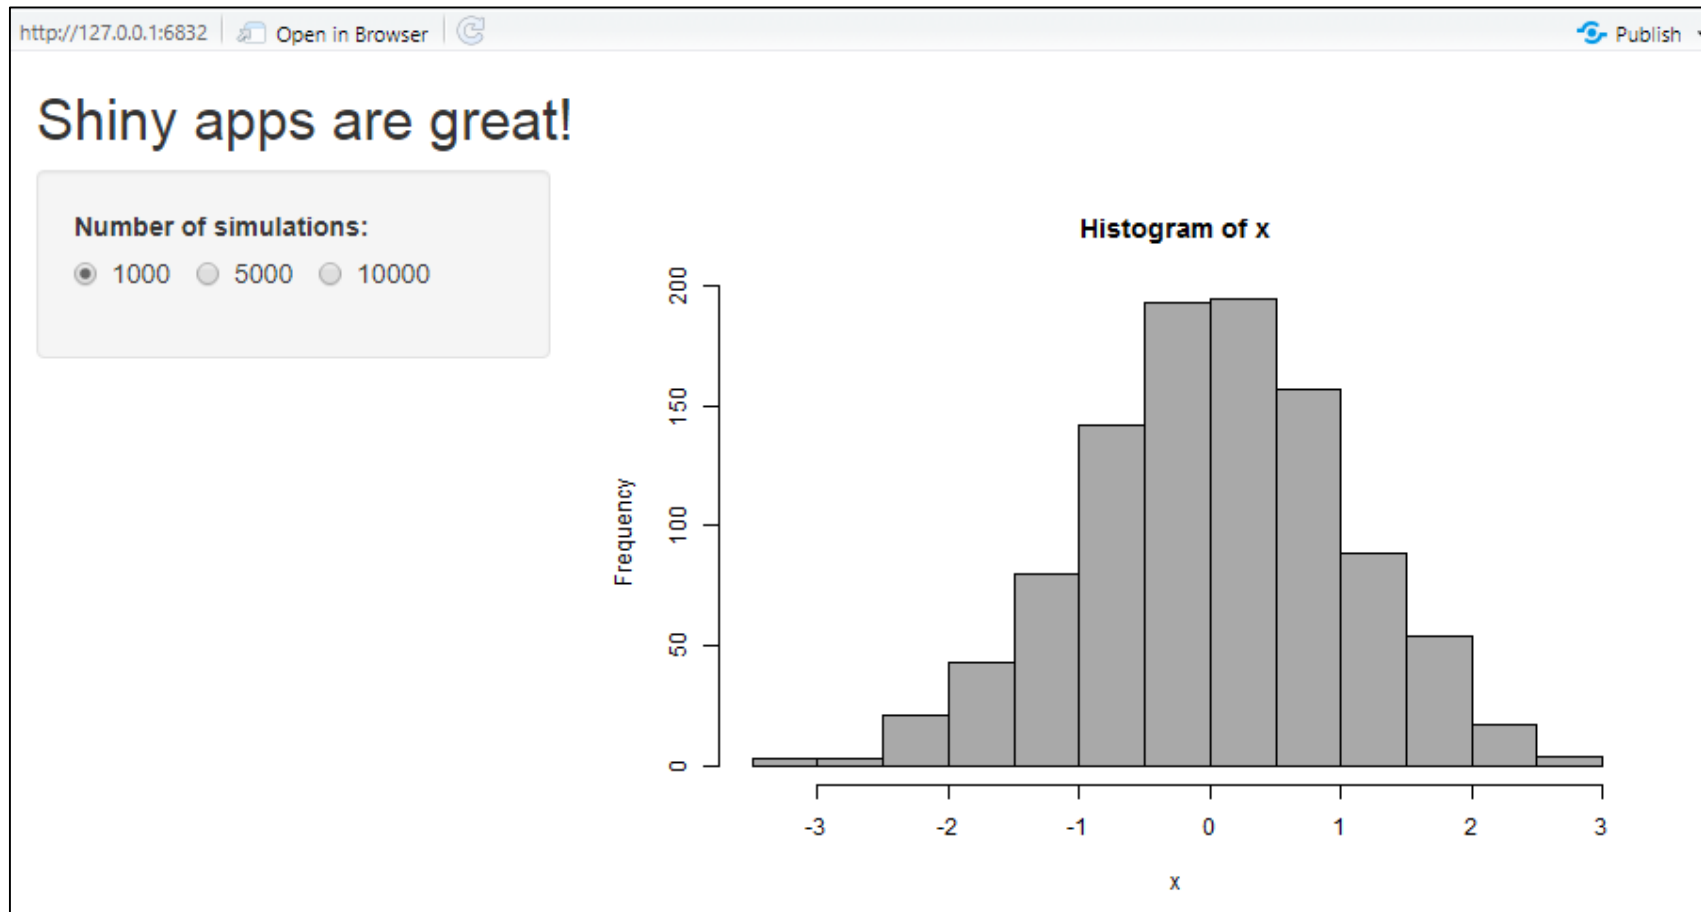 http://127.0.0.1:6832 Open in Browser Publish
Shiny apps are great!
Number of simulations:
1000 5000 10000
Histogram of x
Frequency
200
150
100
50
0
-3 -2 -1 0 1 2 3
x